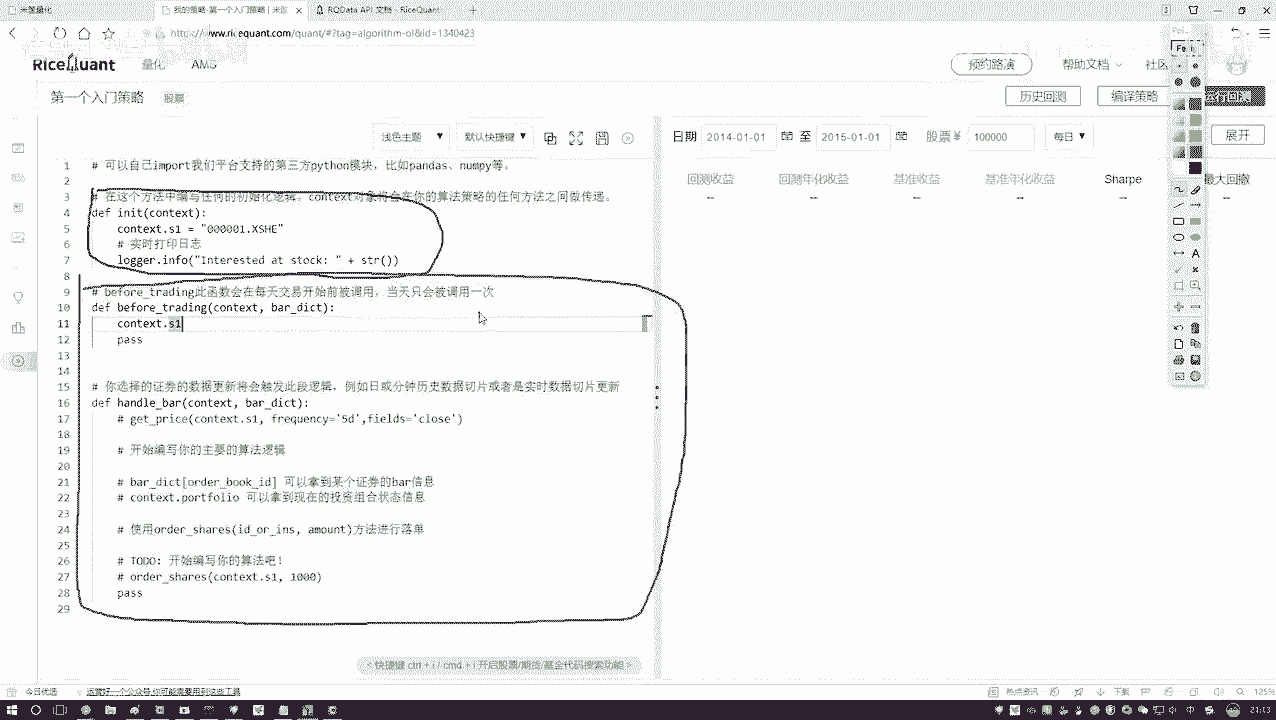 米筐量化
我的策略-第一个入门策略
RQData API 文档 - RiceQuant
https://www.ricequant.com/quant/#?tag=algorithm-ol&id=1340423
RiceQuant 量化 AMS 预约路演 帮助文档 社区
第一个入门策略 股票 历史回测 编译策略
浅色主题 默认快捷键 日期 2014-01-01 至 2015-01-01 股票¥ 100000 每日 展开
回测收益 回测年化收益 基准收益 基准年化收益 Sharpe 最大回撤
-- -- -- -- -- --
1 # 可以自己import我们平台支持的第三方python模块，比如pandas、numpy等。
2
3 # 在这个方法中编写任何的初始化逻辑。context对象将会在你的算法策略的任何方法之间做传递。
4 def init(context):
5 context.s1 = "000001.XSHE"
6 # 实时打印日志
7 logger.info("Interested at stock: " + str())
8
9 # before_trading此函数会在每天交易开始前被调用，当天只会被调用一次
10 def before_trading(context, bar_dict):
11 context.s1
12 pass
13
14
15 # 你选择的证券的数据更新将会触发此段逻辑，例如日或分钟历史数据切片或者是实时数据切片更新
16 def handle_bar(context, bar_dict):
17 # get_price(context.s1, frequency='5d',fields='close')
18
19 # 开始编写你的主要的算法逻辑
20
21 # bar_dict[order_book_id] 可以拿到某个证券的bar信息
22 # context.portfolio 可以拿到现在的投资组合状态信息
23
24 # 使用order_shares(id_or_ins, amount)方法进行落单
25
26 # TODO: 开始编写你的算法吧！
27 # order_shares(context.s1, 1000)
28 pass
29
快捷键 ctrl + i / cmd + i 开启股票/期货/基金代码搜索功能
今日优选 运营好一个公众号,你可能需要用到这些工具 热点资讯 下载 125%
21:13